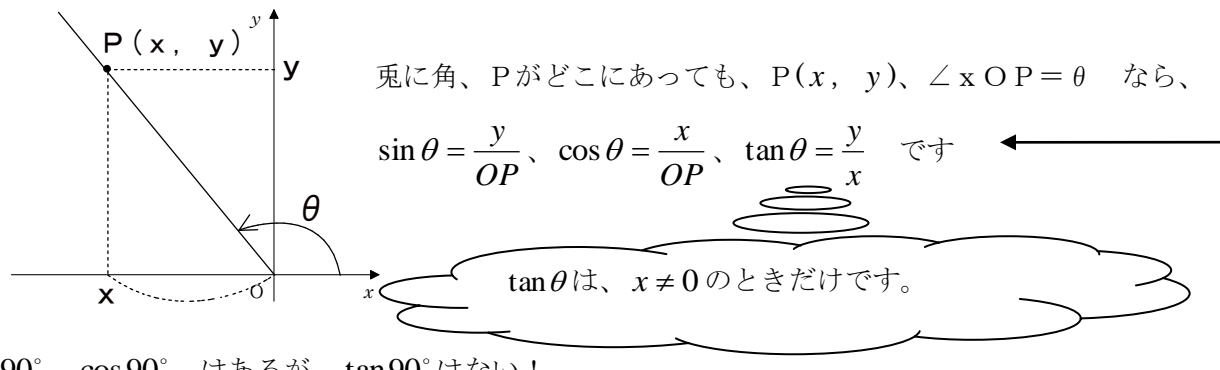 y
P(x, y)
y
θ
x
O
x
兎に角、Pがどこにあっても、P(x, y)、∠xOP=θ なら、
sinθ=y/OP、cosθ=x/OP、tanθ=y/x です
tanθは、x≠0のときだけです。
90° cos90° はあるが、tan90°はない!